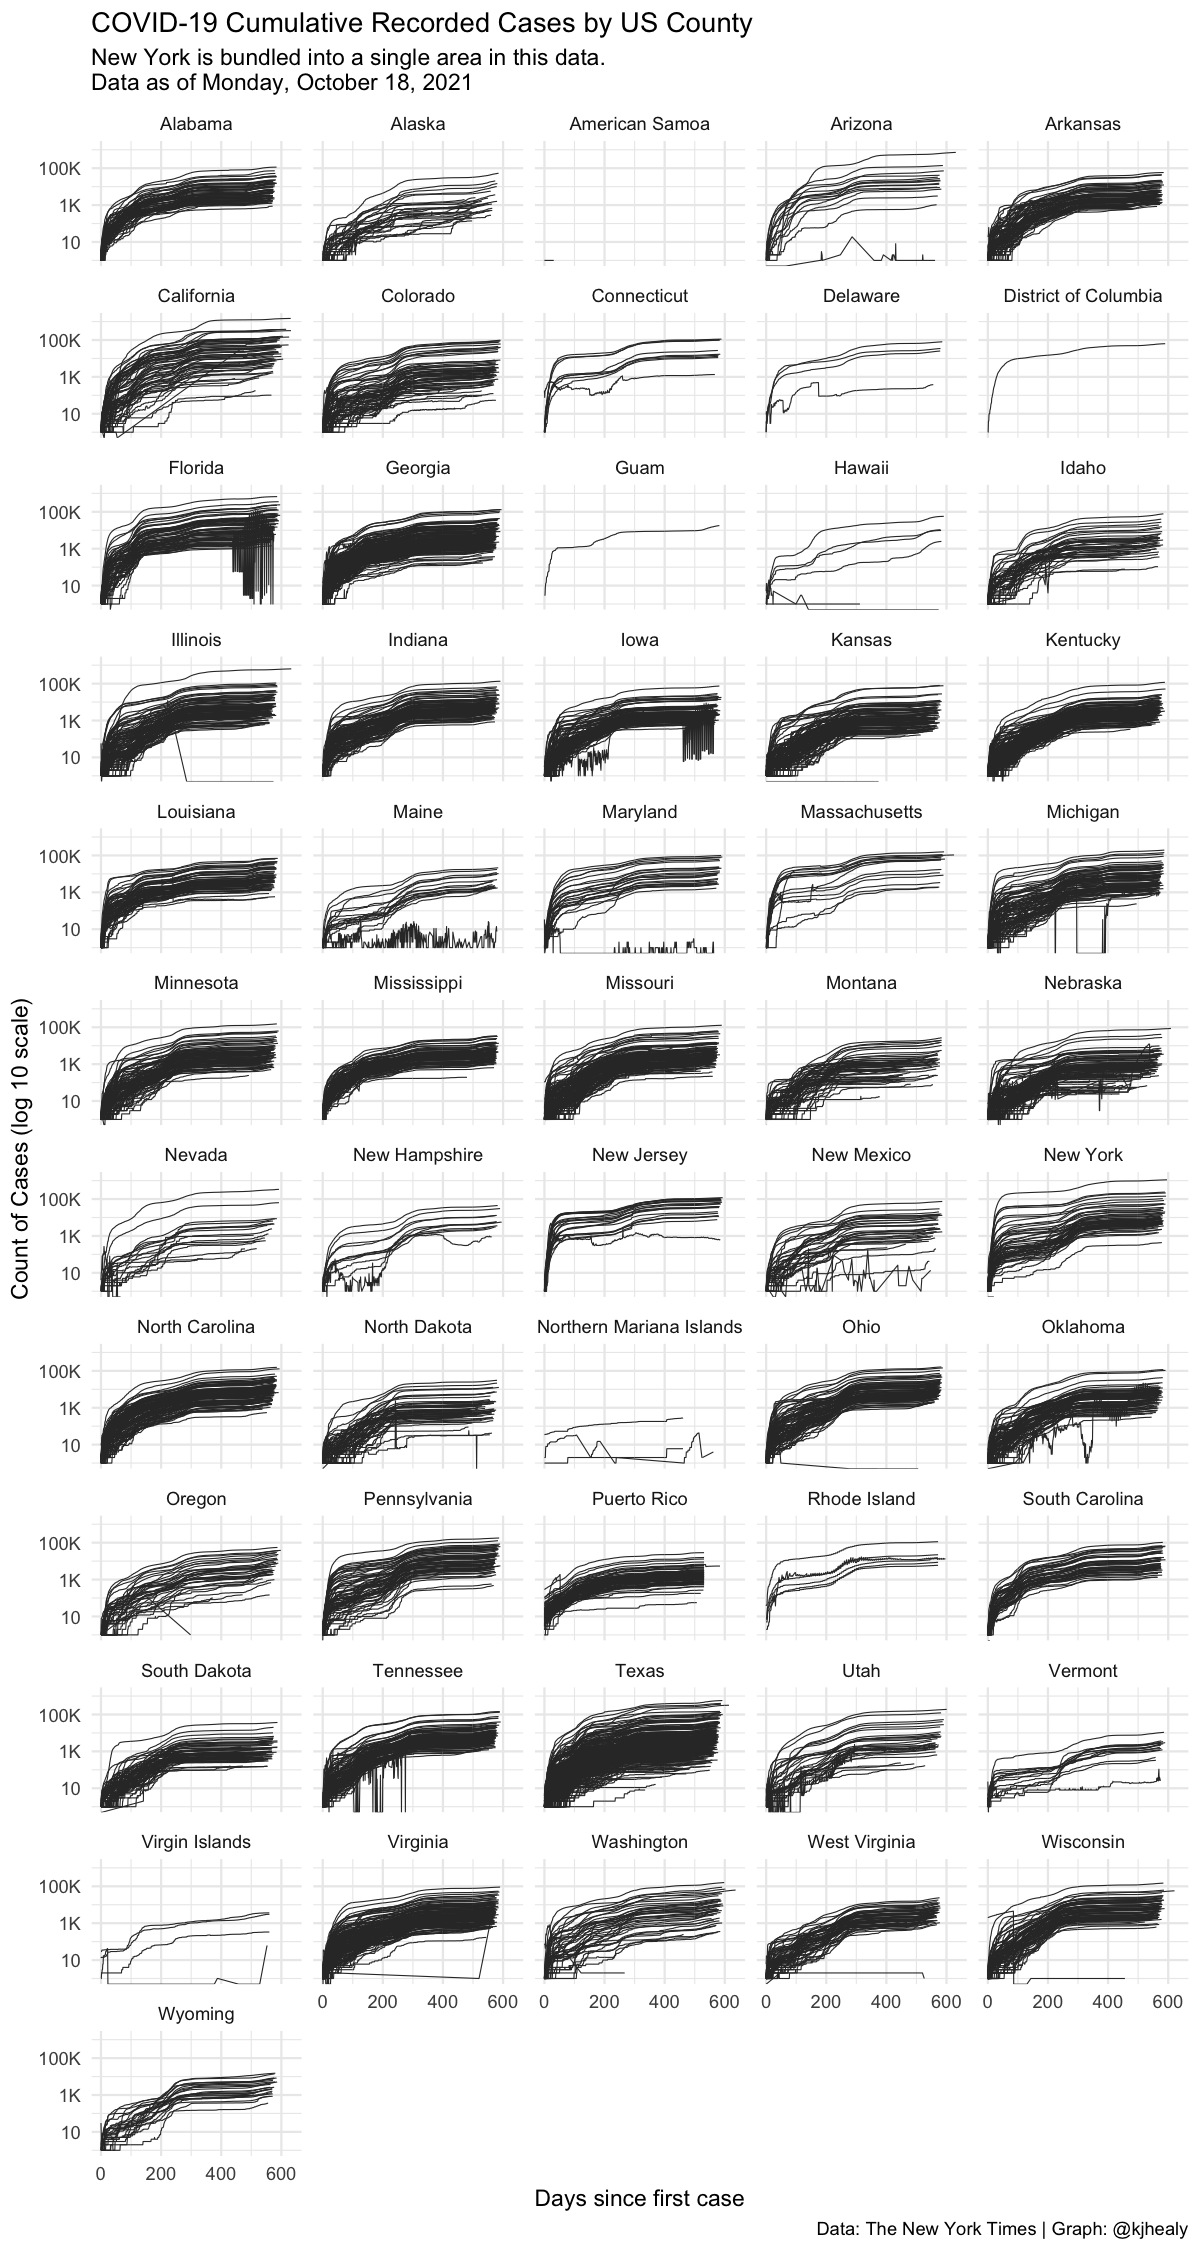 COVID-19 Cumulative Recorded Cases by US County
New York is bundled into a single area in this data.
Data as of Monday, October 18, 2021
Alabama Alaska American Samoa Arizona Arkansas
100K
1K
10
California Colorado Connecticut Delaware District of Columbia
100K
1K
10
Florida Georgia Guam Hawaii Idaho
100K
1K
10
Illinois Indiana Iowa Kansas Kentucky
100K
1K
10
Louisiana Maine Maryland Massachusetts Michigan
100K
1K
10
Minnesota Mississippi Missouri Montana Nebraska
100K
1K
10
Count of Cases (log 10 scale)
Nevada New Hampshire New Jersey New Mexico New York
100K
1K
10
North Carolina North Dakota Northern Mariana Islands Ohio Oklahoma
100K
1K
10
Oregon Pennsylvania Puerto Rico Rhode Island South Carolina
100K
1K
10
South Dakota Tennessee Texas Utah Vermont
100K
1K
10
Virgin Islands Virginia Washington West Virginia Wisconsin
100K
1K
10
0 200 400 600 0 200 400 600 0 200 400 600 0 200 400 600
Wyoming
100K
1K
10
0 200 400 600
Days since first case
Data: The New York Times | Graph: @kjhealy